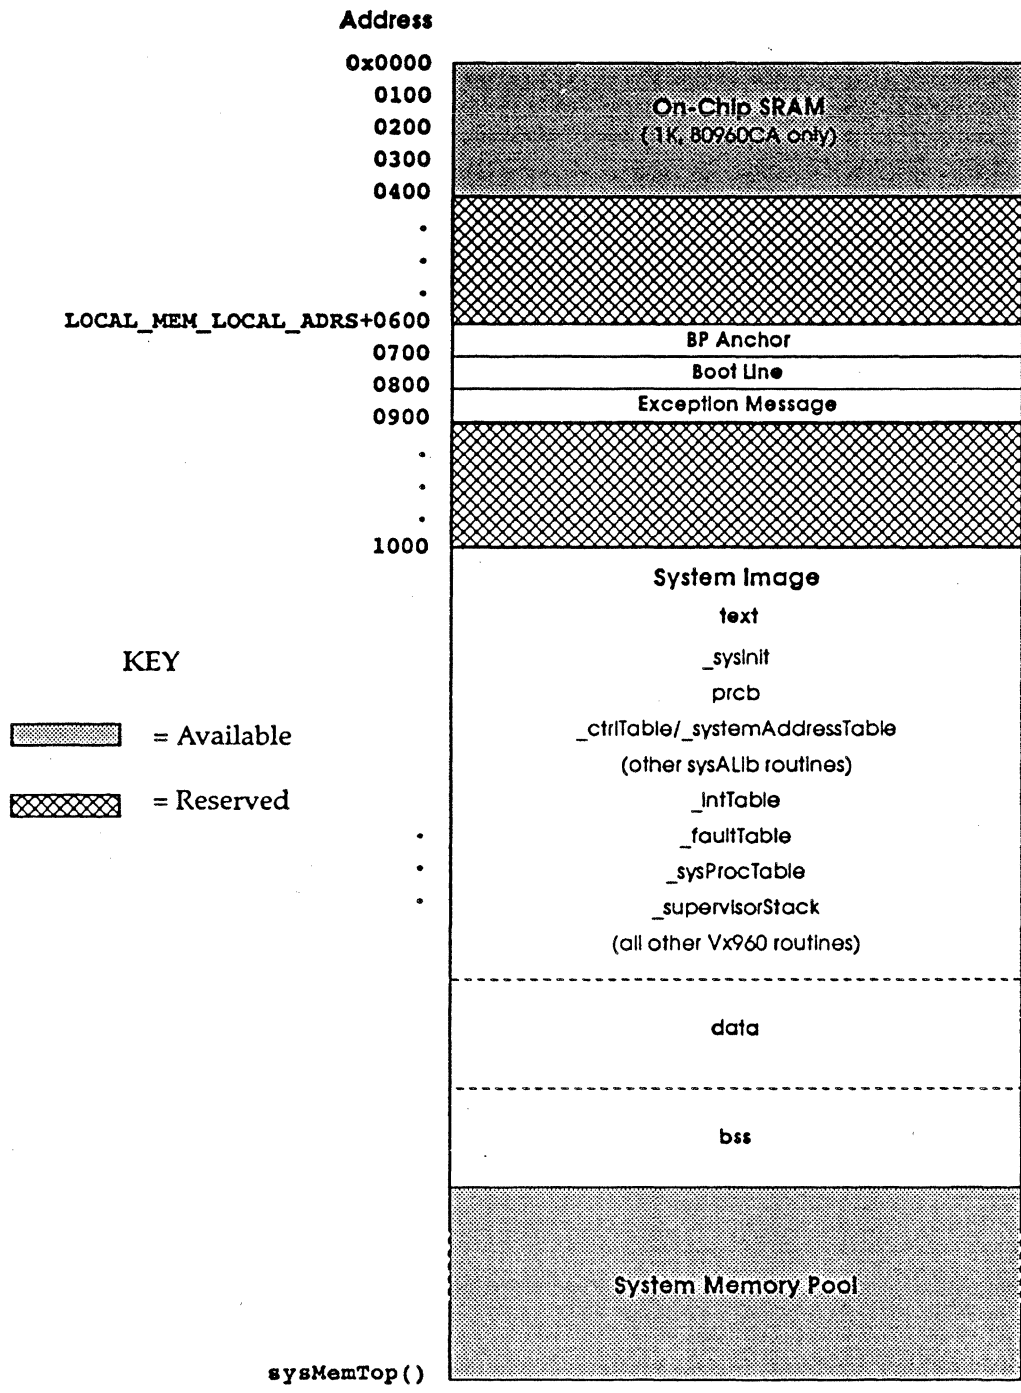 Address
0x0000
0100
On-Chip SRAM
0200
(1K, 80960CA only)
0300
0400
.
.
.
LOCAL_MEM_LOCAL_ADRS+0600
BP Anchor
0700
Boot Line
0800
Exception Message
0900
.
.
.
1000
System Image
text
_sysInit
prcb
_ctrlTable/_systemAddressTable
(other sysALib routines)
_intTable
_faultTable
_sysProcTable
_supervisorStack
(all other Vx960 routines)
KEY
= Available
= Reserved
.
.
.
data
bss
System Memory Pool
sysMemTop()